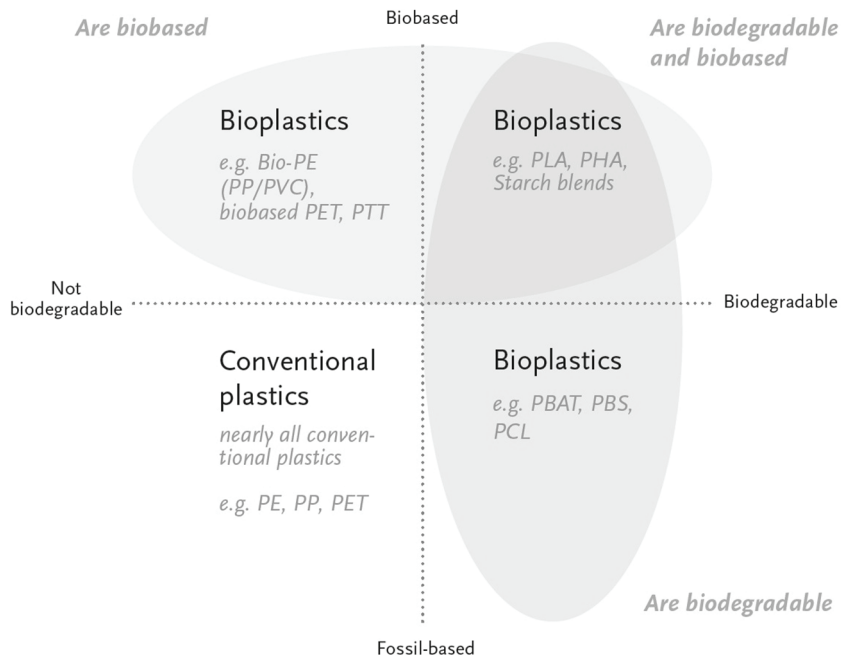 Are biobased
Biobased
Are biodegradable
and biobased
Bioplastics
e.g. Bio-PE
(PP/PVC),
biobased PET, PTT
Bioplastics
e.g. PLA, PHA,
Starch blends
Not
biodegradable
Biodegradable
Conventional
plastics
nearly all conven-
tional plastics
e.g. PE, PP, PET
Bioplastics
e.g. PBAT, PBS,
PCL
Are biodegradable
Fossil-based